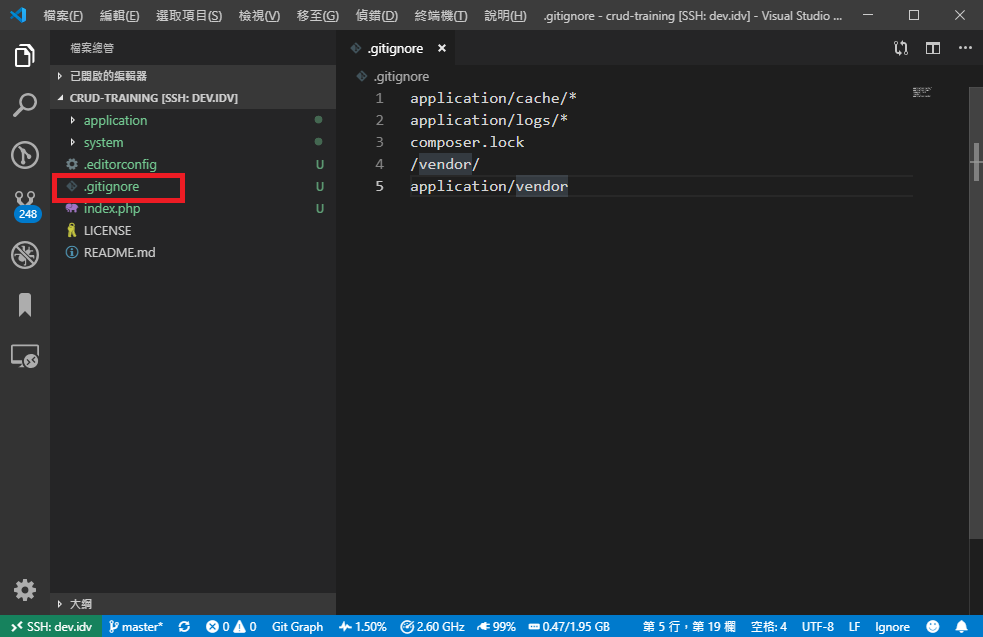 檔案(F) 編輯(E) 選取項目(S) 檢視(V) 移至(G) 偵錯(D) 終端機(T) 說明(H) .gitignore - crud-training [SSH: dev.idv] - Visual Studio ...
檔案總管
已開啟的編輯器
CRUD-TRAINING [SSH: DEV.IDV]
application
system
.editorconfig U
.gitignore U
index.php U
LICENSE
README.md
248
大綱
.gitignore
.gitignore
1 application/cache/*
2 application/logs/*
3 composer.lock
4 /vendor/
5 application/vendor
SSH: dev.idv master* 0 0 Git Graph 1.50% 2.60 GHz 99% 0.47/1.95 GB 第 5 行，第 19 欄 空格: 4 UTF-8 LF Ignore